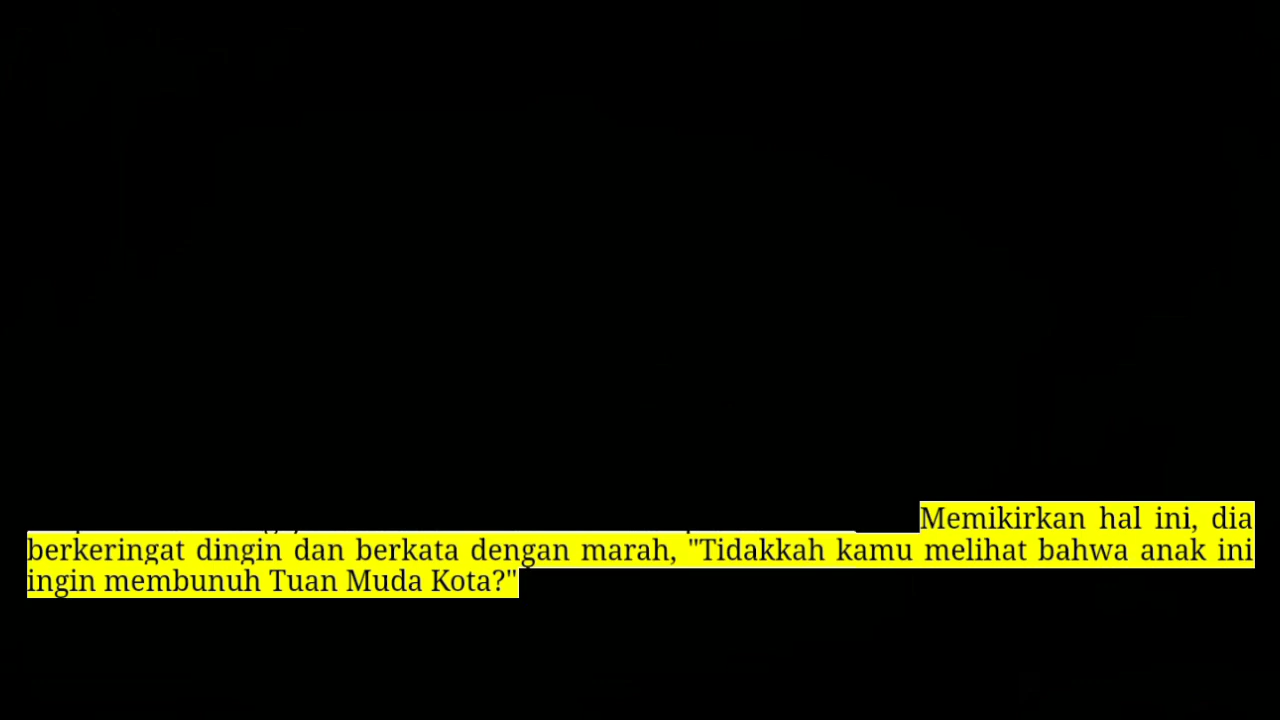 Memikirkan hal ini, dia
berkeringat dingin dan berkata dengan marah, "Tidakkah kamu melihat bahwa anak ini
ingin membunuh Tuan Muda Kota?"